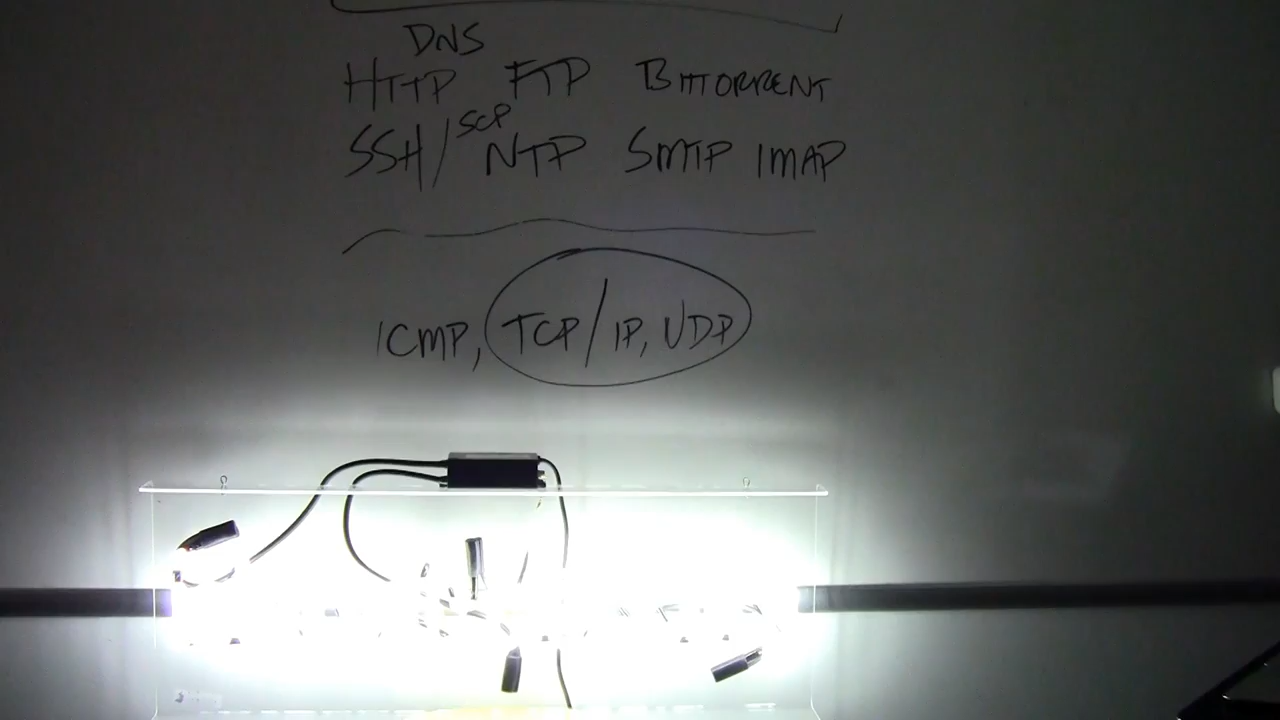 DNS
HTTP FTP BITTORRENT
SSH/SCP NTP SMTP IMAP
ICMP, TCP/IP, UDP